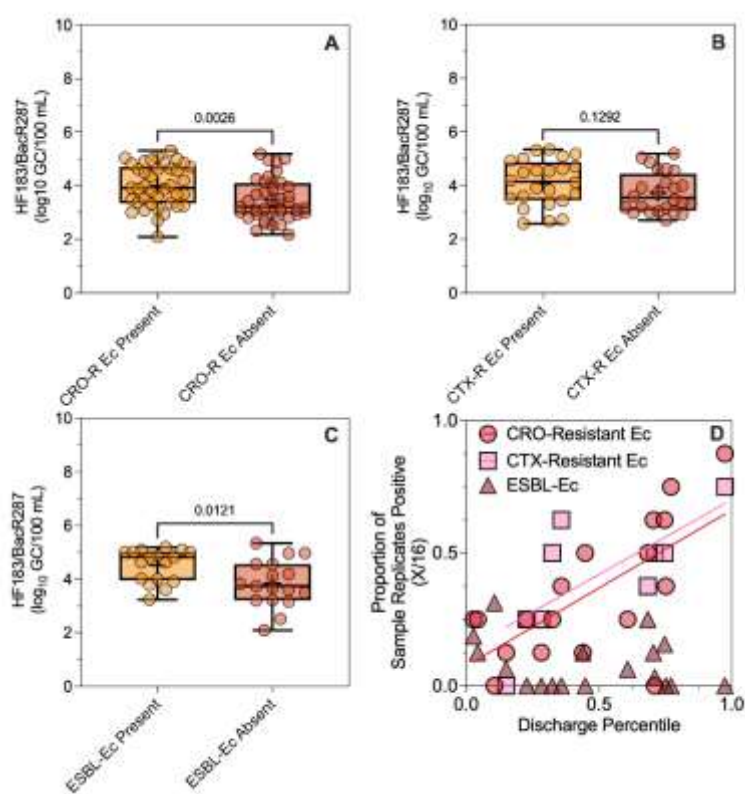 A
10
8
6
4
2
0
HF183/BacR287
(log10 GC/100 mL)
0.0026
CRO-R Ec Present
CRO-R Ec Absent
B
10
8
6
4
2
0
HF183/BacR287
(log₁₀ GC/100 mL)
0.1292
CTX-R Ec Present
CTX-R Ec Absent
C
10
8
6
4
2
0
HF183/BacR287
(log₁₀ GC/100 mL)
0.0121
ESBL-Ec Present
ESBL-Ec Absent
D
CRO-Resistant Ec
CTX-Resistant Ec
ESBL-Ec
1.0
0.5
0.0
Proportion of
Sample Replicates Positive
(X/16)
0.0
0.5
1.0
Discharge Percentile